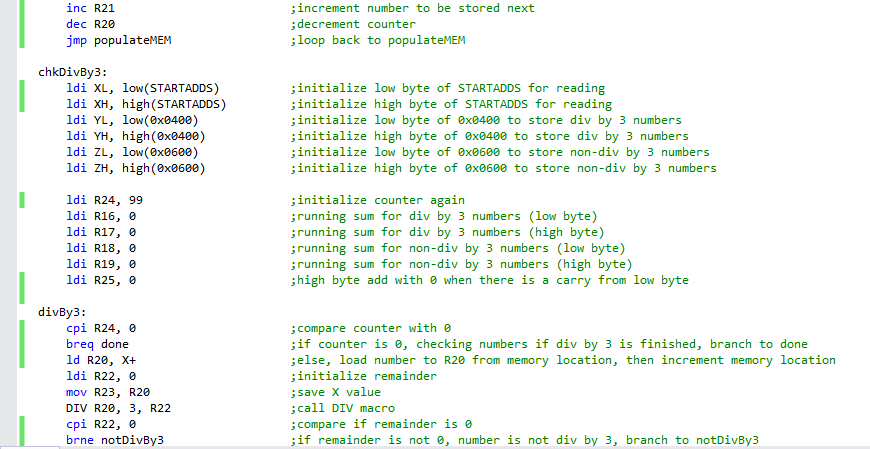 inc R21 ;increment number to be stored next
dec R20 ;decrement counter
jmp populateMEM ;loop back to populateMEM
chkDivBy3:
ldi XL, low(STARTADDS) ;initialize low byte of STARTADDS for reading
ldi XH, high(STARTADDS) ;initialize high byte of STARTADDS for reading
ldi YL, low(0x0400) ;initialize low byte of 0x0400 to store div by 3 numbers
ldi YH, high(0x0400) ;initialize high byte of 0x0400 to store div by 3 numbers
ldi ZL, low(0x0600) ;initialize low byte of 0x0600 to store non-div by 3 numbers
ldi ZH, high(0x0600) ;initialize high byte of 0x0600 to store non-div by 3 numbers
ldi R24, 99 ;initialize counter again
ldi R16, 0 ;running sum for div by 3 numbers (low byte)
ldi R17, 0 ;running sum for div by 3 numbers (high byte)
ldi R18, 0 ;running sum for non-div by 3 numbers (low byte)
ldi R19, 0 ;running sum for non-div by 3 numbers (high byte)
ldi R25, 0 ;high byte add with 0 when there is a carry from low byte
divBy3:
cpi R24, 0 ;compare counter with 0
breq done ;if counter is 0, checking numbers if div by 3 is finished, branch to done
ld R20, X+ ;else, load number to R20 from memory location, then increment memory location
ldi R22, 0 ;initialize remainder
mov R23, R20 ;save X value
DIV R20, 3, R22 ;call DIV macro
cpi R22, 0 ;compare if remainder is 0
brne notDivBy3 ;if remainder is not 0, number is not div by 3, branch to notDivBy3